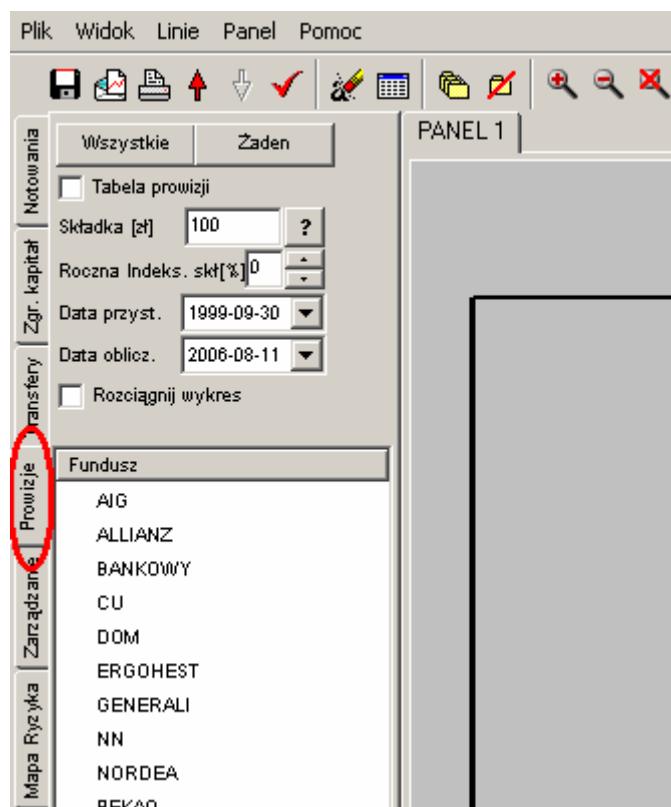 Plik Widok Linie Panel Pomoc
Notowania
Zgr. kapitał
Transfery
Prowizje
Zarządzanie
Mapa Ryzyka
Wszystkie Żaden
Tabela prowizji
Składka [zł] 100 ?
Roczna Indeks. skł[%] 0
Data przyst. 1999-09-30
Data oblicz. 2006-08-11
Rozciągnij wykres
Fundusz
AIG
ALLIANZ
BANKOWY
CU
DOM
ERGOHEST
GENERALI
NN
NORDEA
PEKAO
PANEL 1